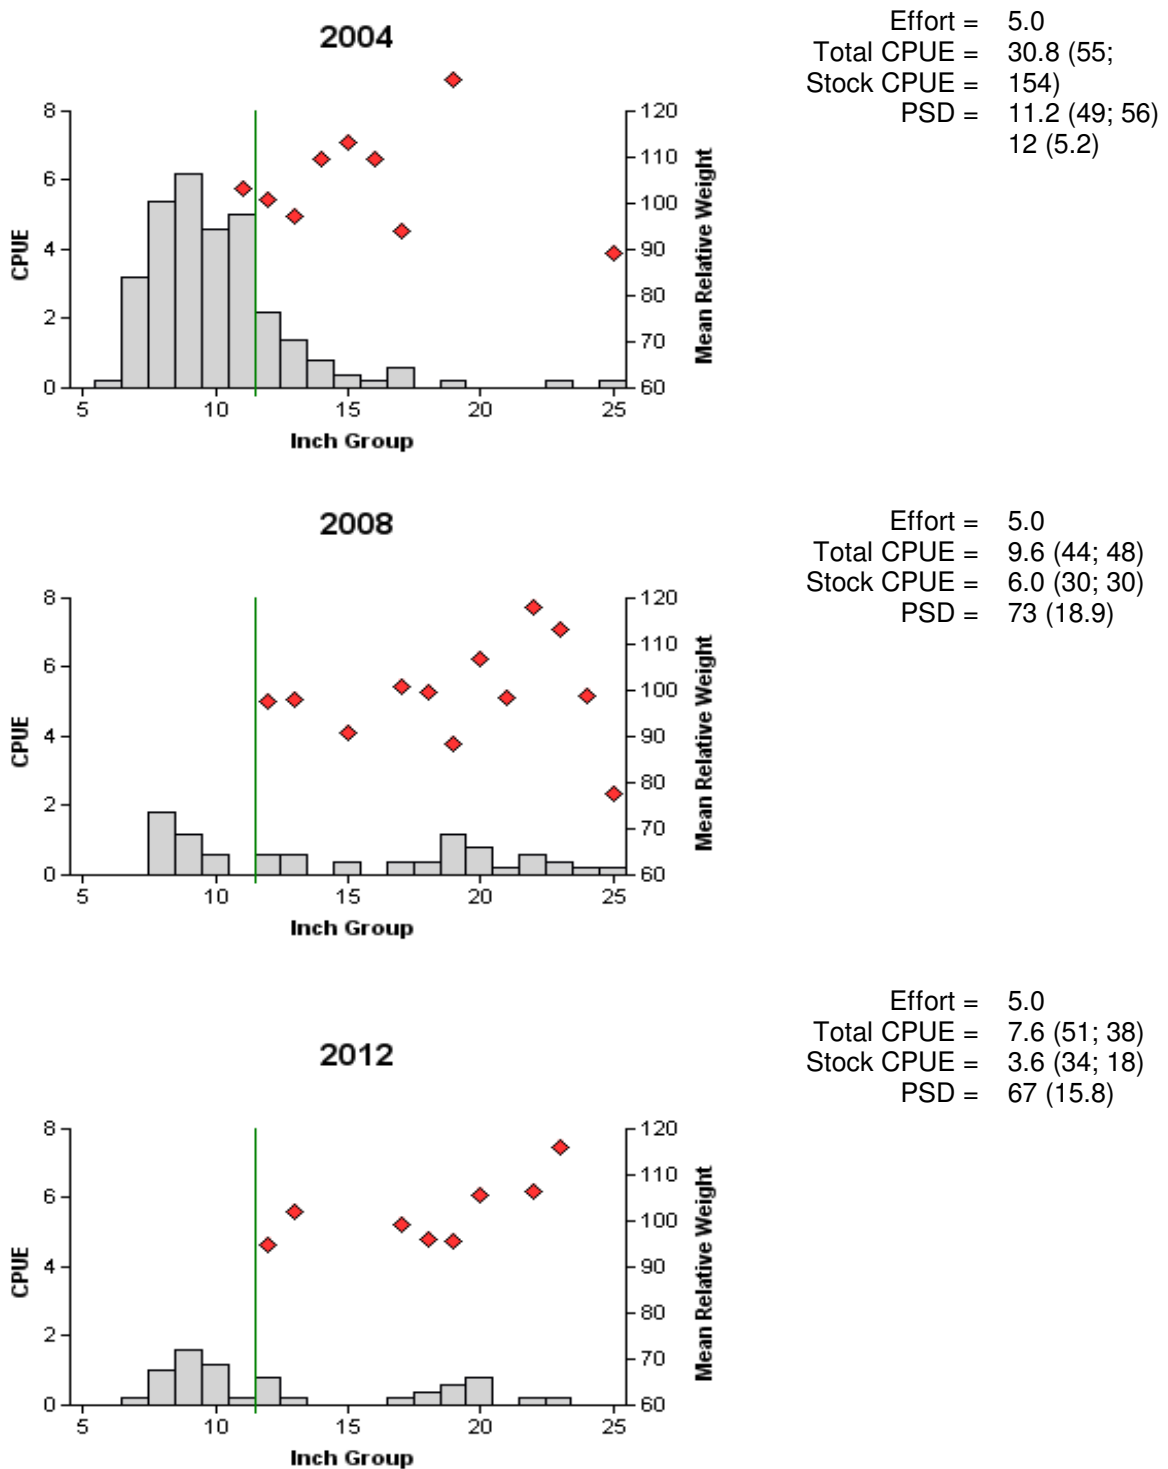 2004
Effort = 5.0
Total CPUE = 30.8 (55;
Stock CPUE = 154)
PSD = 11.2 (49; 56)
12 (5.2)
8
6
4
2
0
CPUE
120
110
100
90
80
70
60
Mean Relative Weight
5 10 15 20 25
Inch Group
2008
Effort = 5.0
Total CPUE = 9.6 (44; 48)
Stock CPUE = 6.0 (30; 30)
PSD = 73 (18.9)
8
6
4
2
0
CPUE
120
110
100
90
80
70
60
Mean Relative Weight
5 10 15 20 25
Inch Group
2012
Effort = 5.0
Total CPUE = 7.6 (51; 38)
Stock CPUE = 3.6 (34; 18)
PSD = 67 (15.8)
8
6
4
2
0
CPUE
120
110
100
90
80
70
60
Mean Relative Weight
5 10 15 20 25
Inch Group